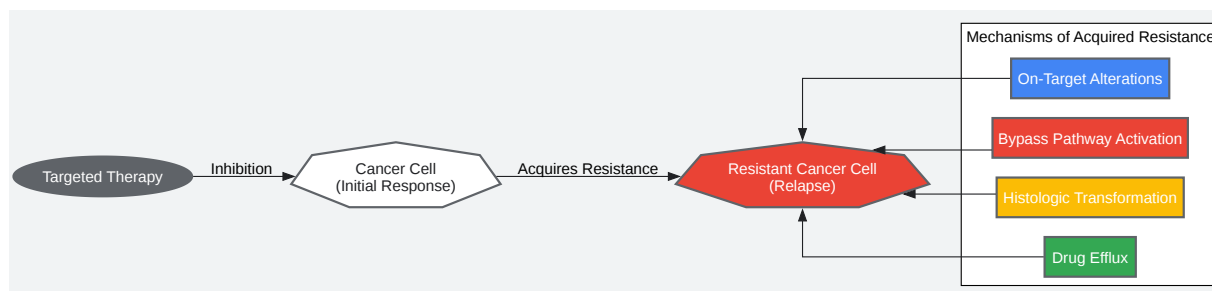 Mechanisms of Acquired Resistance
On-Target Alterations
Bypass Pathway Activation
Targeted Therapy
Inhibition
Cancer Cell
(Initial Response)
Acquires Resistance
Resistant Cancer Cell
(Relapse)
Histologic Transformation
Drug Efflux